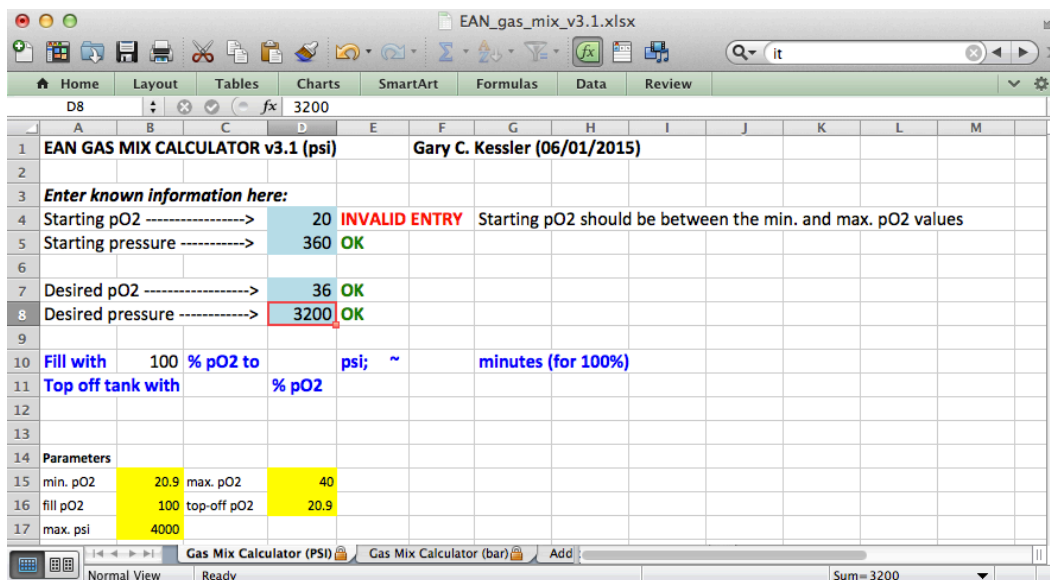 EAN_gas_mix_v3.1.xlsx
it
Home Layout Tables Charts SmartArt Formulas Data Review
D8 fx 3200
A B C D E F G H I J K L M
1 EAN GAS MIX CALCULATOR v3.1 (psi) Gary C. Kessler (06/01/2015)
2
3 Enter known information here:
4 Starting pO2 -----------------> 20 INVALID ENTRY Starting pO2 should be between the min. and max. pO2 values
5 Starting pressure -----------> 360 OK
6
7 Desired pO2 ------------------> 36 OK
8 Desired pressure ------------> 3200 OK
9
10 Fill with 100 % pO2 to psi; ~ minutes (for 100%)
11 Top off tank with % pO2
12
13
14 Parameters
15 min. pO2 20.9 max. pO2 40
16 fill pO2 100 top-off pO2 20.9
17 max. psi 4000
Gas Mix Calculator (PSI) Gas Mix Calculator (bar) Add
Normal View Ready Sum=3200